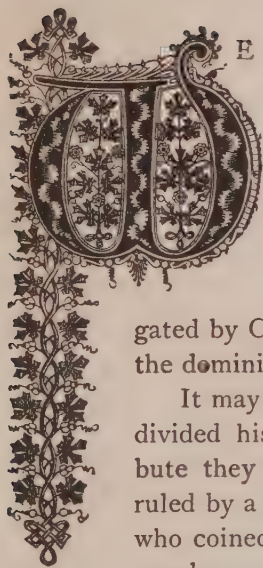 WE
gated by C
the domini
It may
divided his
bute they
ruled by a
who coined